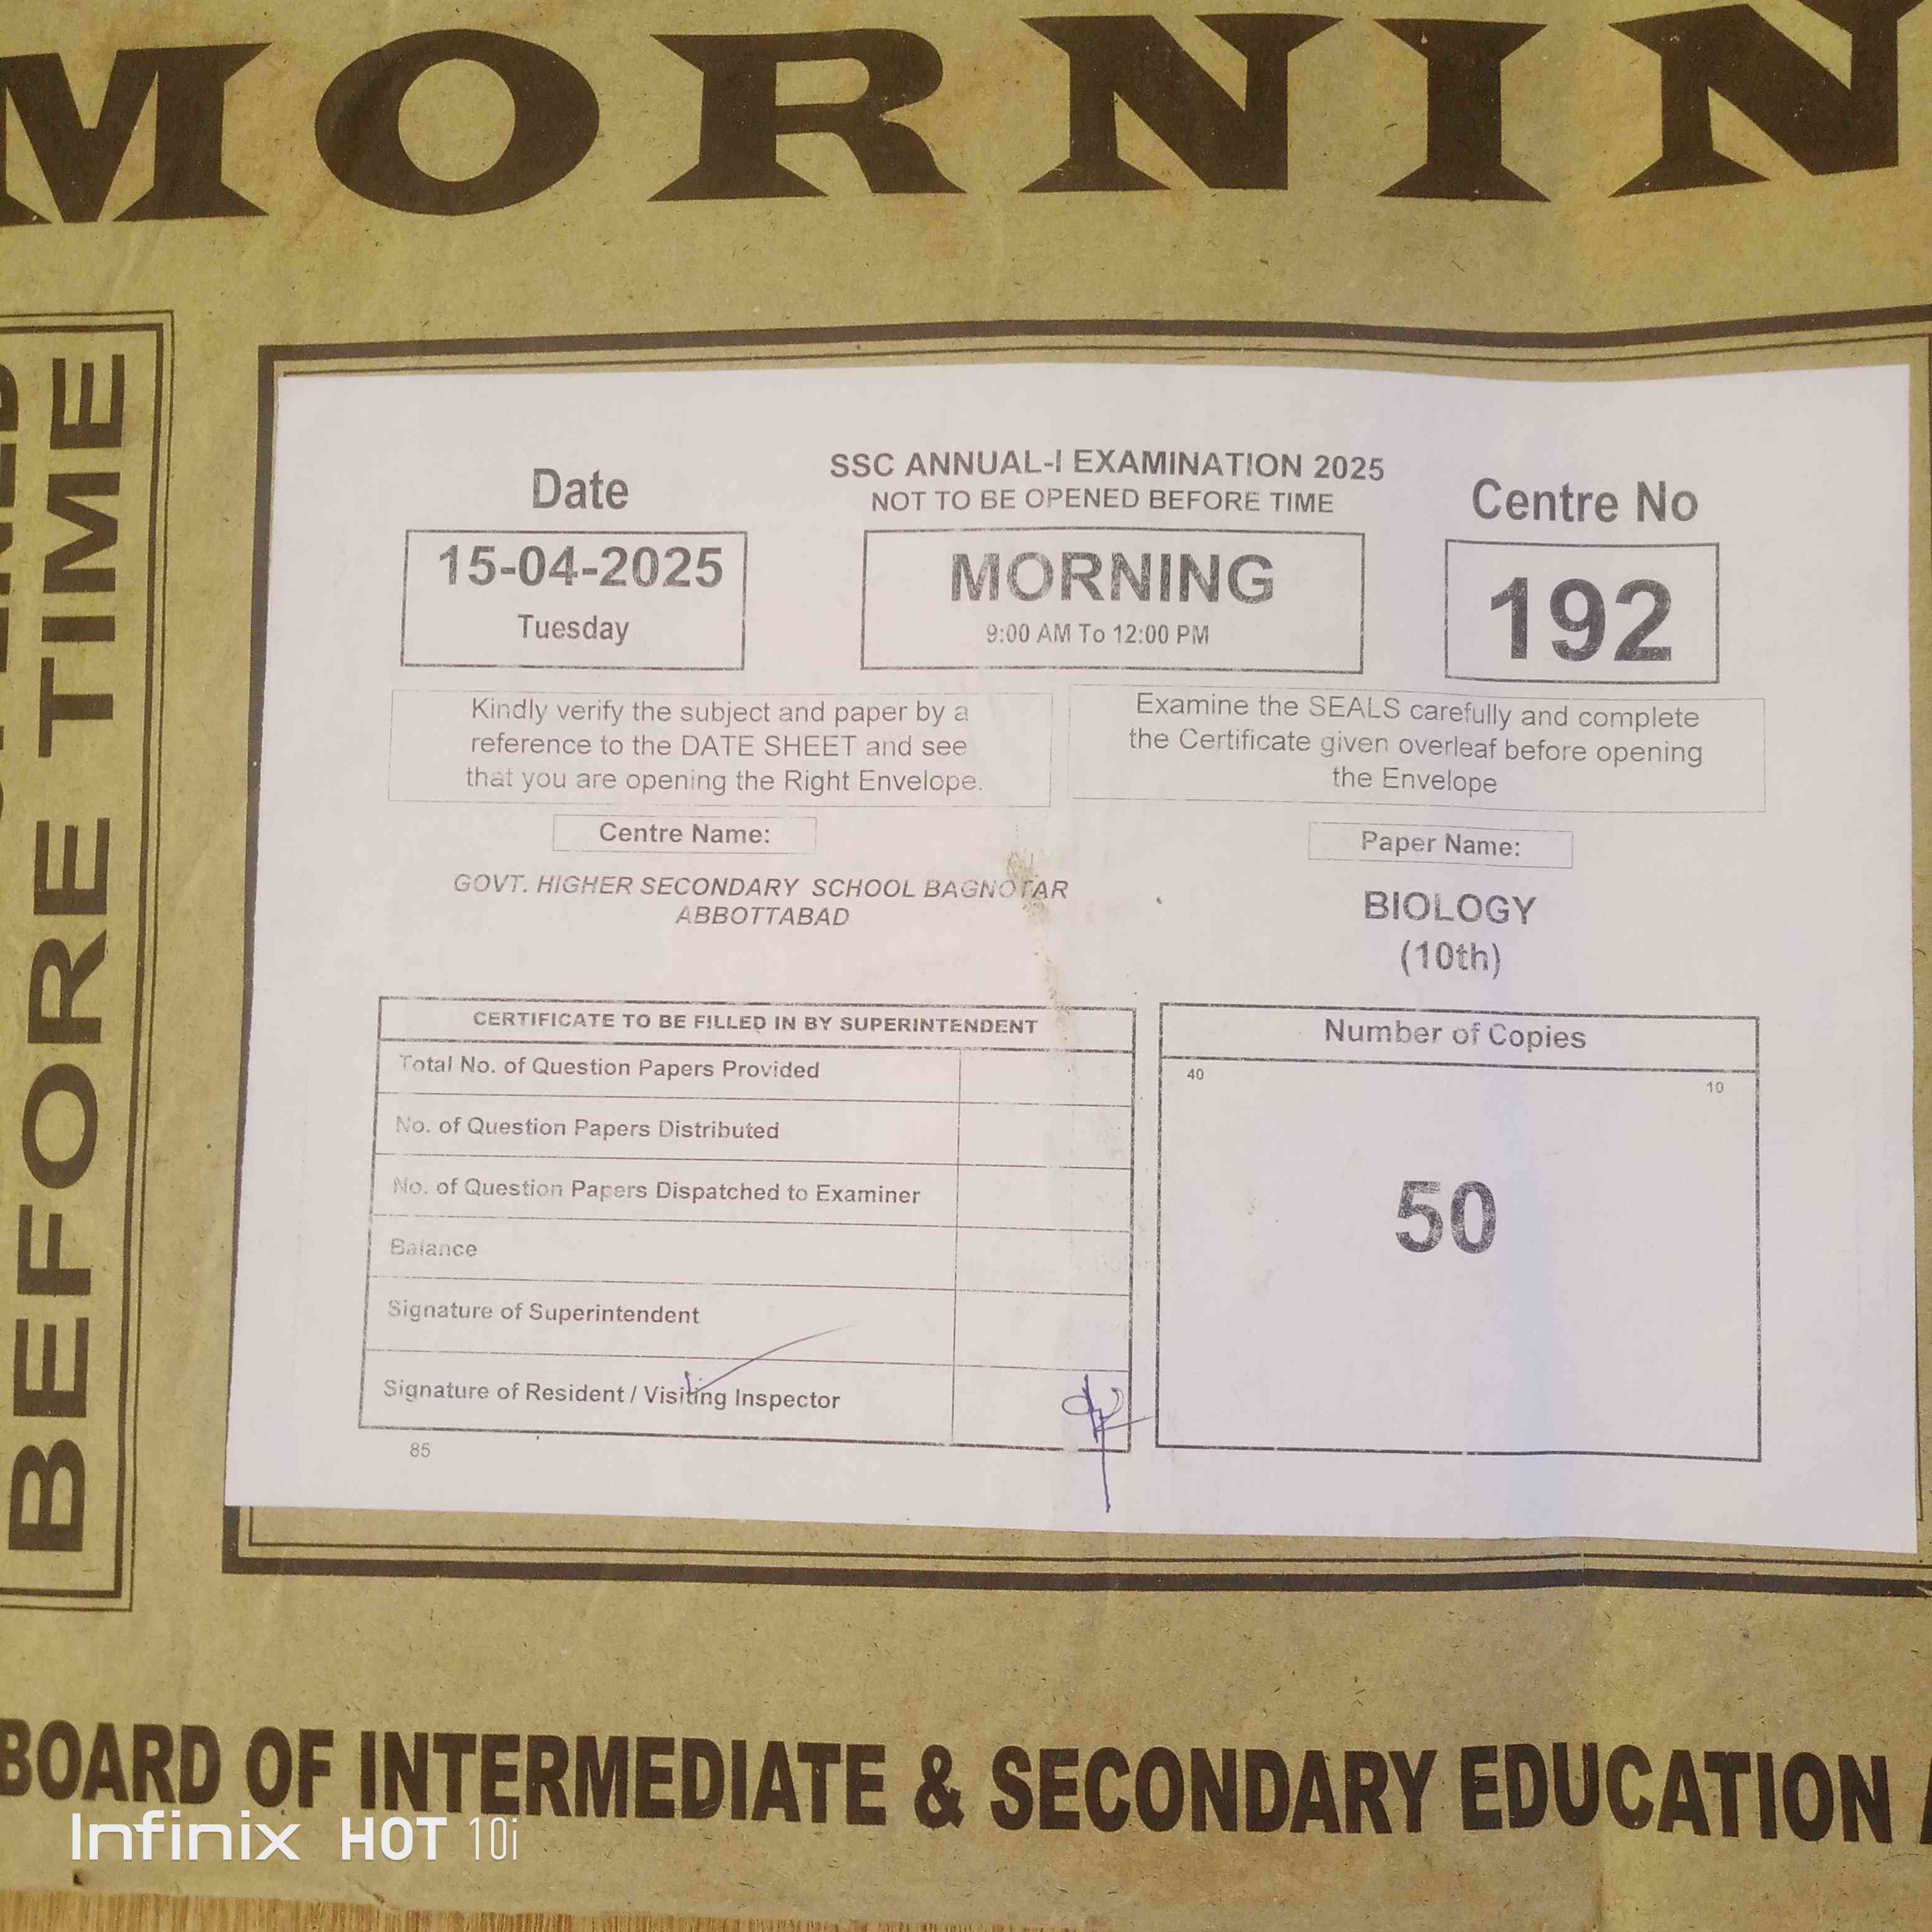 MORNIN
BEFORE TIME
SSC ANNUAL-I EXAMINATION 2025
NOT TO BE OPENED BEFORE TIME
Date
15-04-2025
Tuesday
MORNING
9:00 AM To 12:00 PM
Centre No
192
Kindly verify the subject and paper by a
reference to the DATE SHEET and see
that you are opening the Right Envelope.
Examine the SEALS carefully and complete
the Certificate given overleaf before opening
the Envelope
Centre Name:
GOVT. HIGHER SECONDARY SCHOOL BAGNOTAR
ABBOTTABAD
Paper Name:
BIOLOGY
(10th)
CERTIFICATE TO BE FILLED IN BY SUPERINTENDENT
Total No. of Question Papers Provided
No. of Question Papers Distributed
No. of Question Papers Dispatched to Examiner
Balance
Signature of Superintendent
Signature of Resident / Visiting Inspector
85
Number of Copies
40 10
50
BOARD OF INTERMEDIATE & SECONDARY EDUCATION
Infinix HOT 10i